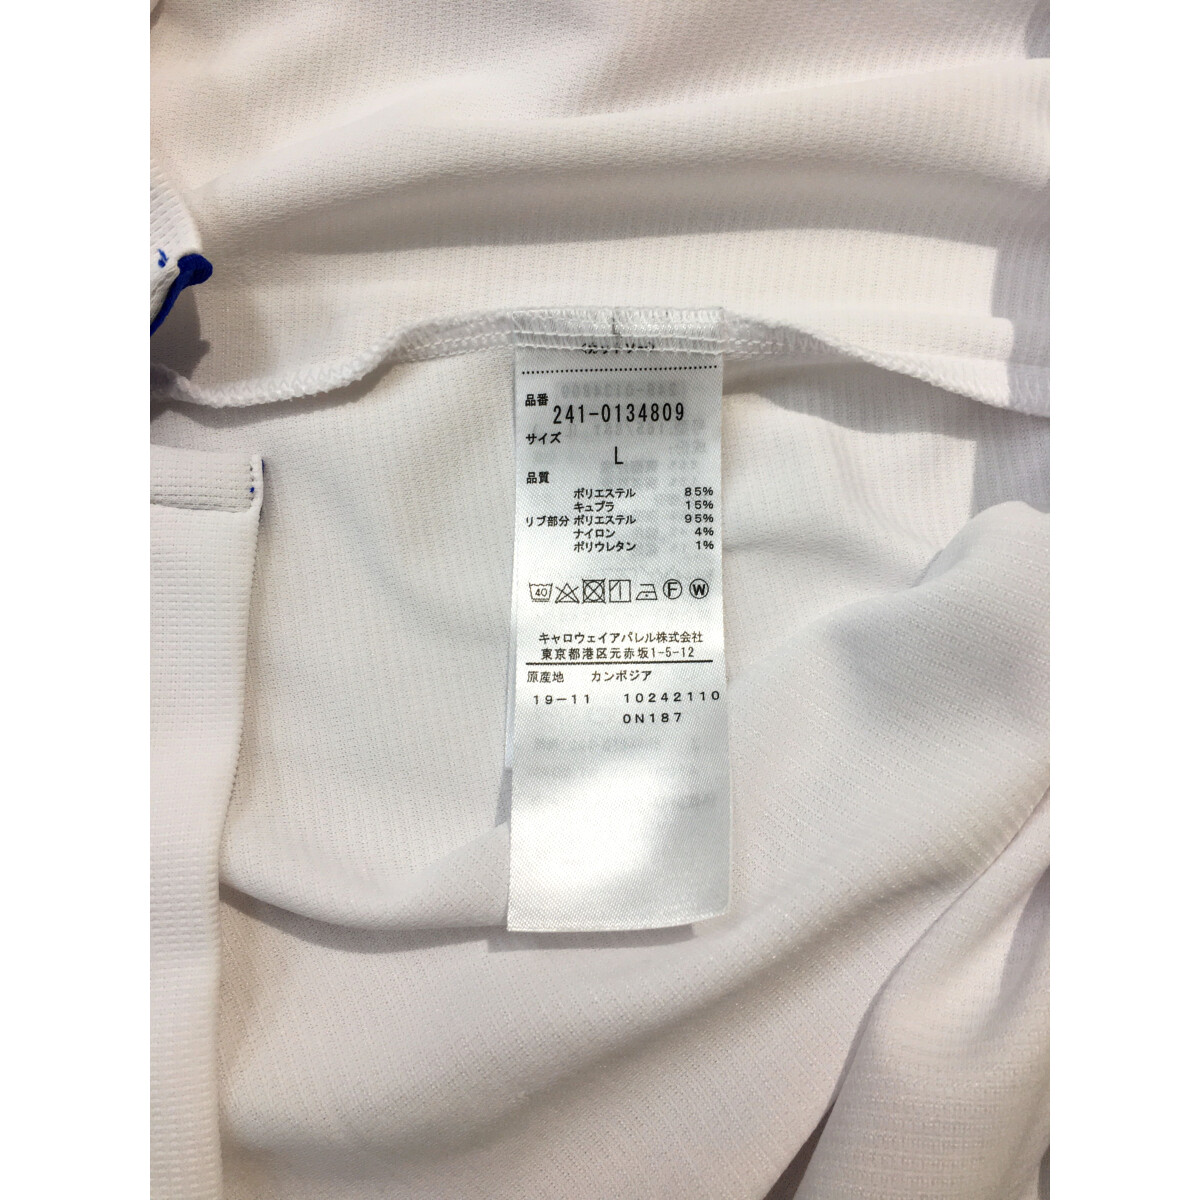 品番
241-0134809
サイズ
L
品質
ポリエステル 85%
キュプラ 15%
リブ部分 ポリエステル 95%
ナイロン 4%
ポリウレタン 1%
40 F W
キャロウェイアパレル株式会社
東京都港区元赤坂1-5-12
原産地 カンボジア
19-11 10242110
0N187